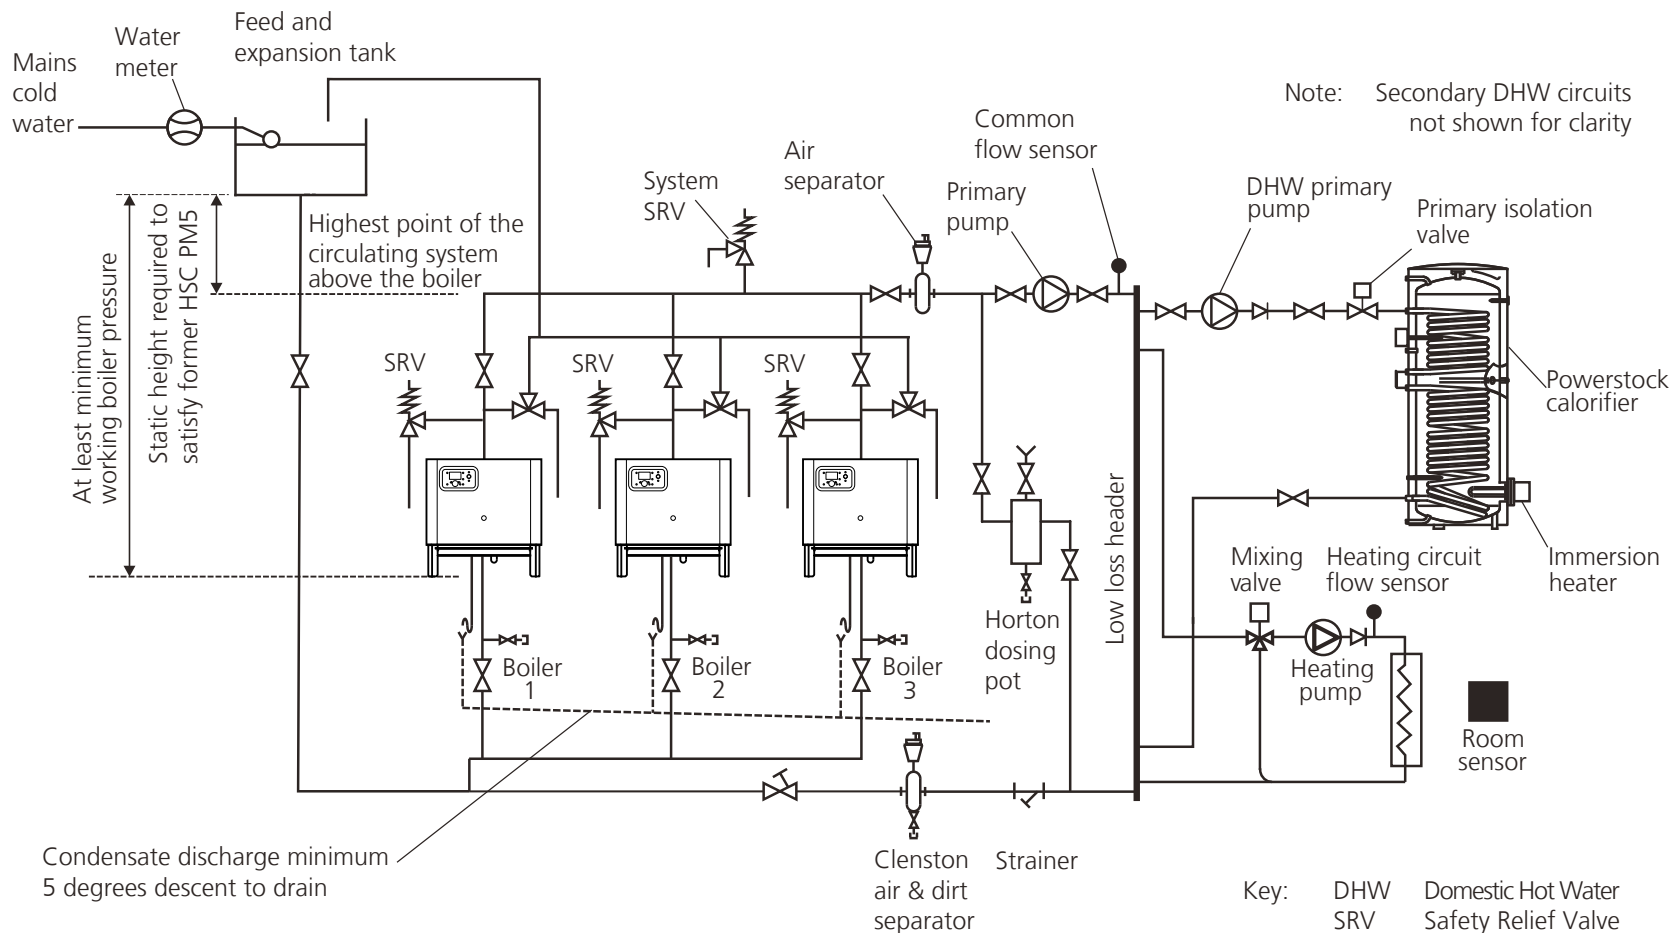 Feed and
expansion tank
Water
meter
Mains
cold
water
Note: Secondary DHW circuits
not shown for clarity
Common
flow sensor
Air
separator
System
SRV
Primary
pump
DHW primary
pump
Primary isolation
valve
Highest point of the
circulating system
above the boiler
At least minimum
working boiler pressure
Static height required to
satisfy former HSC PM5
SRV
SRV
SRV
Powerstock
calorifier
Low loss header
Mixing
valve
Heating circuit
flow sensor
Immersion
heater
Horton
dosing
pot
Boiler
1
Boiler
2
Boiler
3
Heating
pump
Room
sensor
Condensate discharge minimum
5 degrees descent to drain
Clenston
air & dirt
separator
Strainer
Key: DHW Domestic Hot Water
SRV Safety Relief Valve